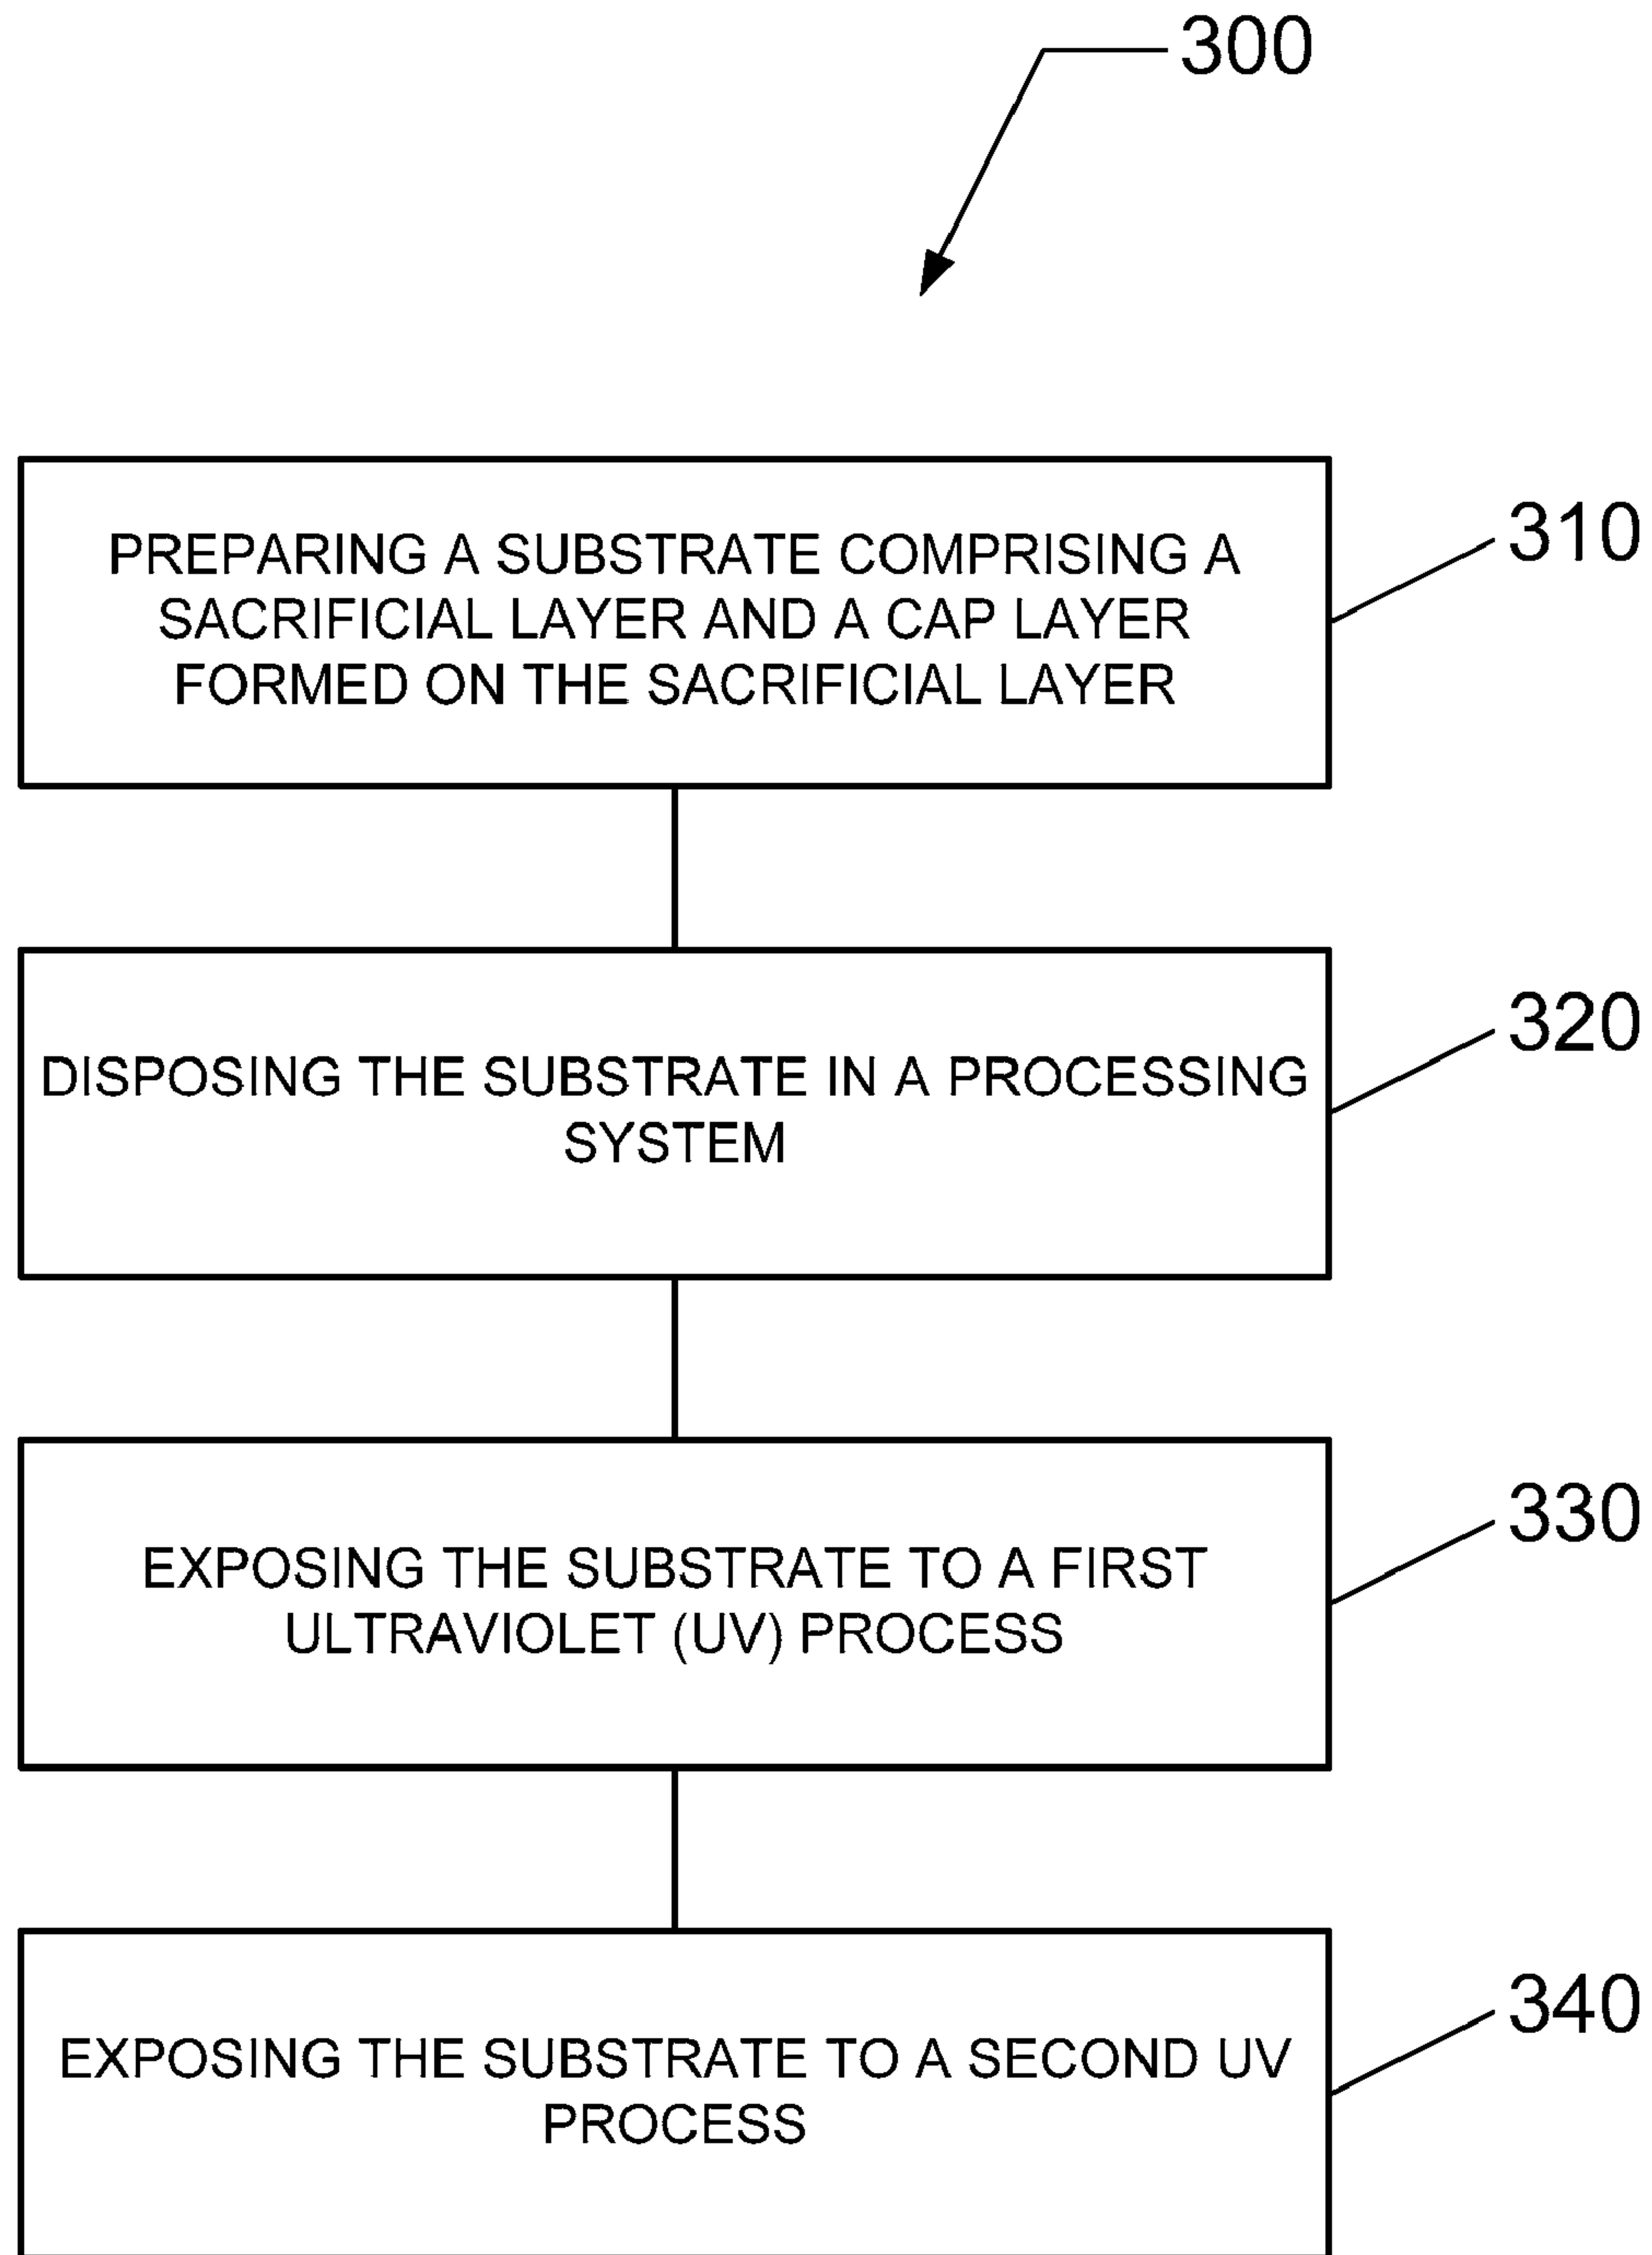 300
PREPARING A SUBSTRATE COMPRISING A
SACRIFICIAL LAYER AND A CAP LAYER
FORMED ON THE SACRIFICIAL LAYER
310
DISPOSING THE SUBSTRATE IN A PROCESSING
SYSTEM
320
EXPOSING THE SUBSTRATE TO A FIRST
ULTRAVIOLET (UV) PROCESS
330
EXPOSING THE SUBSTRATE TO A SECOND UV
PROCESS
340